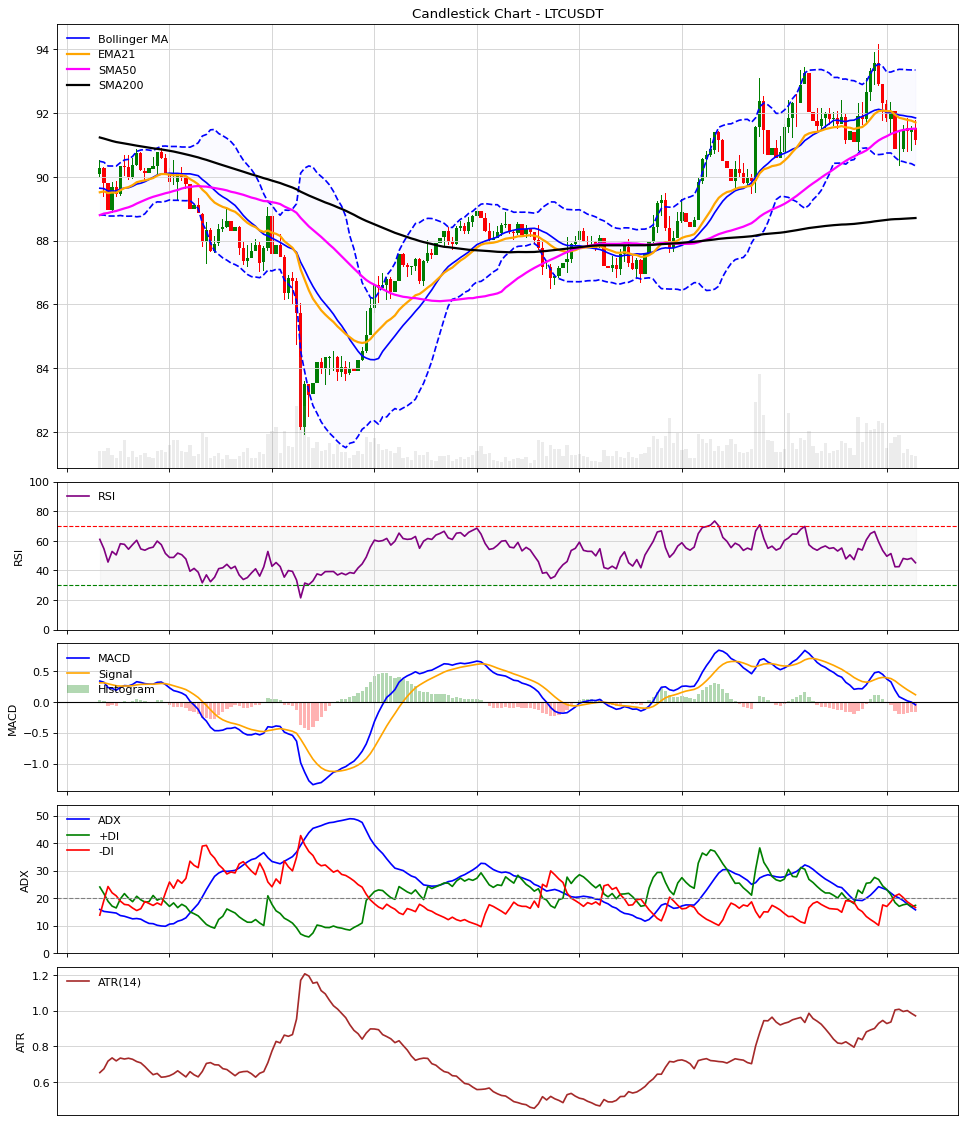 Candlestick Chart - LTCUSDT
Bollinger MA
EMA21
SMA50
SMA200
94
92
90
88
86
84
82
RSI
RSI
100
80
60
40
20
0
MACD
Signal
Histogram
MACD
0.5
0.0
−0.5
−1.0
ADX
+DI
-DI
ADX
50
40
30
20
10
0
ATR(14)
ATR
1.2
1.0
0.8
0.6